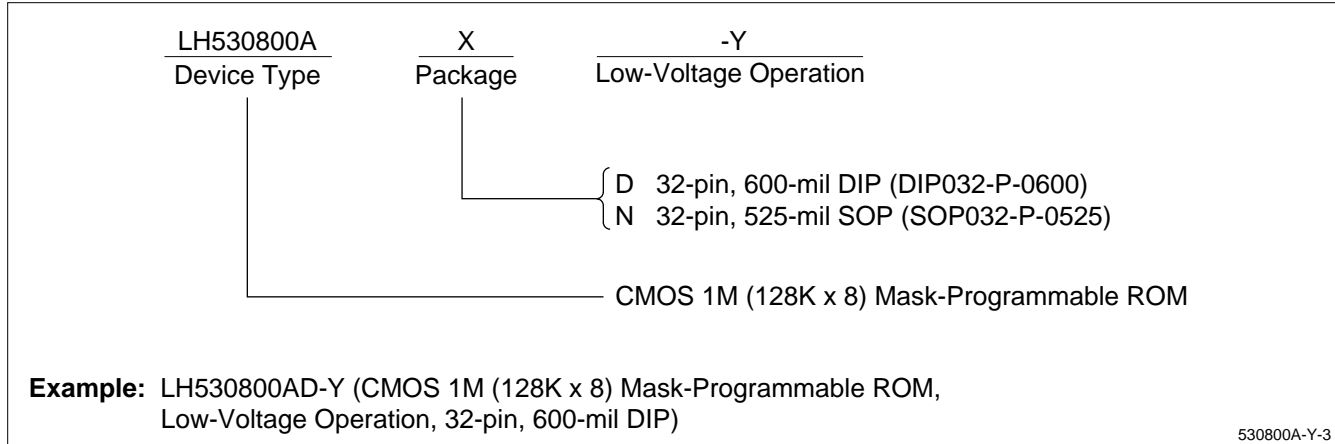 LH530800A X -Y
Device Type Package Low-Voltage Operation
D 32-pin, 600-mil DIP (DIP032-P-0600)
N 32-pin, 525-mil SOP (SOP032-P-0525)
CMOS 1M (128K x 8) Mask-Programmable ROM
Example: LH530800AD-Y (CMOS 1M (128K x 8) Mask-Programmable ROM,
Low-Voltage Operation, 32-pin, 600-mil DIP)
530800A-Y-3